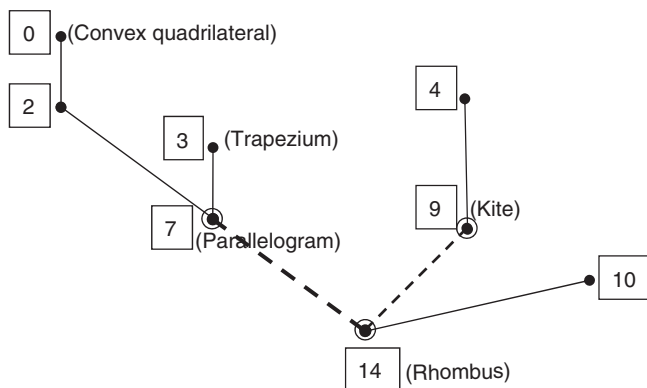 0 (Convex quadrilateral)
2
4
3 (Trapezium)
9 (Kite)
7 (Parallelogram)
10
14 (Rhombus)